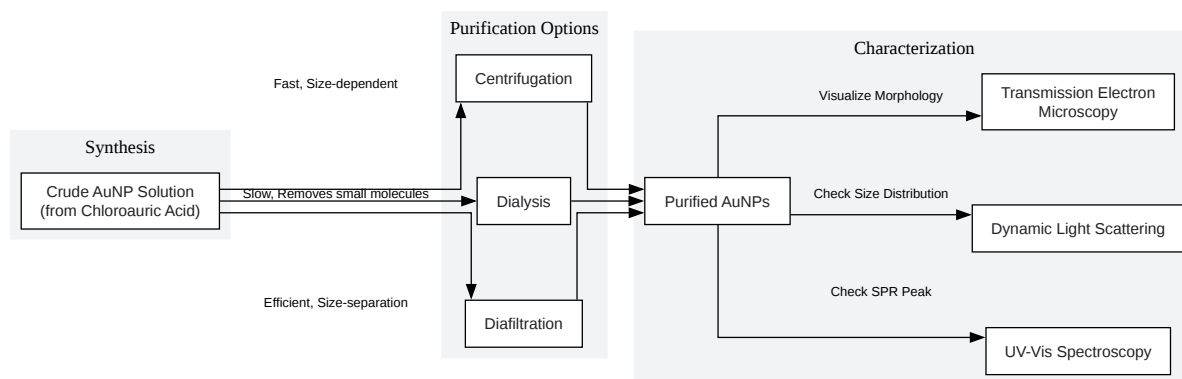 Synthesis
Crude AuNP Solution
(from Chloroauric Acid)
Fast, Size-dependent
Slow, Removes small molecules
Efficient, Size-separation
Purification Options
Centrifugation
Dialysis
Diafiltration
Characterization
Purified AuNPs
Visualize Morphology
Check Size Distribution
Check SPR Peak
Transmission Electron
Microscopy
Dynamic Light Scattering
UV-Vis Spectroscopy